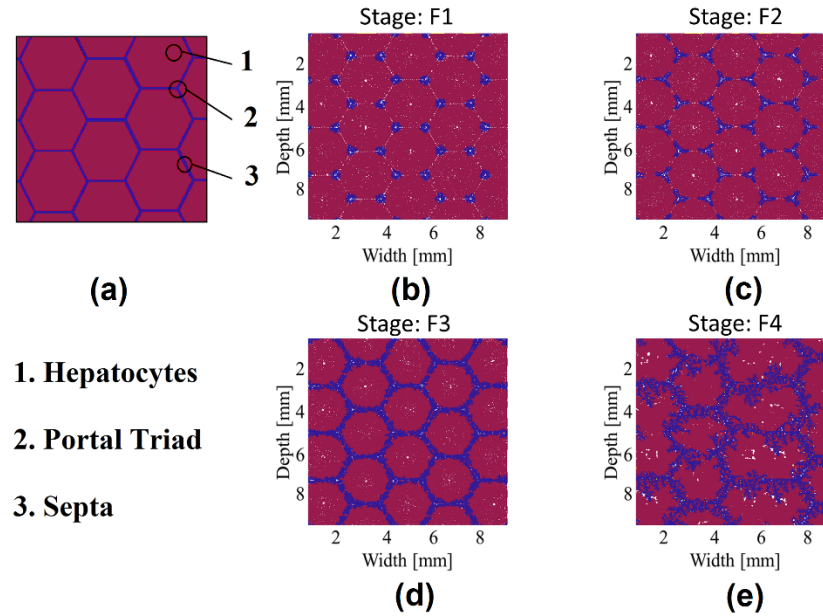 1
2
3
(a)
Stage: F1
Depth [mm]
2
4
6
8
2 4 6 8
Width [mm]
(b)
Stage: F2
Depth [mm]
2
4
6
8
2 4 6 8
Width [mm]
(c)
1. Hepatocytes
2. Portal Triad
3. Septa
Stage: F3
Depth [mm]
2
4
6
8
2 4 6 8
Width [mm]
(d)
Stage: F4
Depth [mm]
2
4
6
8
2 4 6 8
Width [mm]
(e)